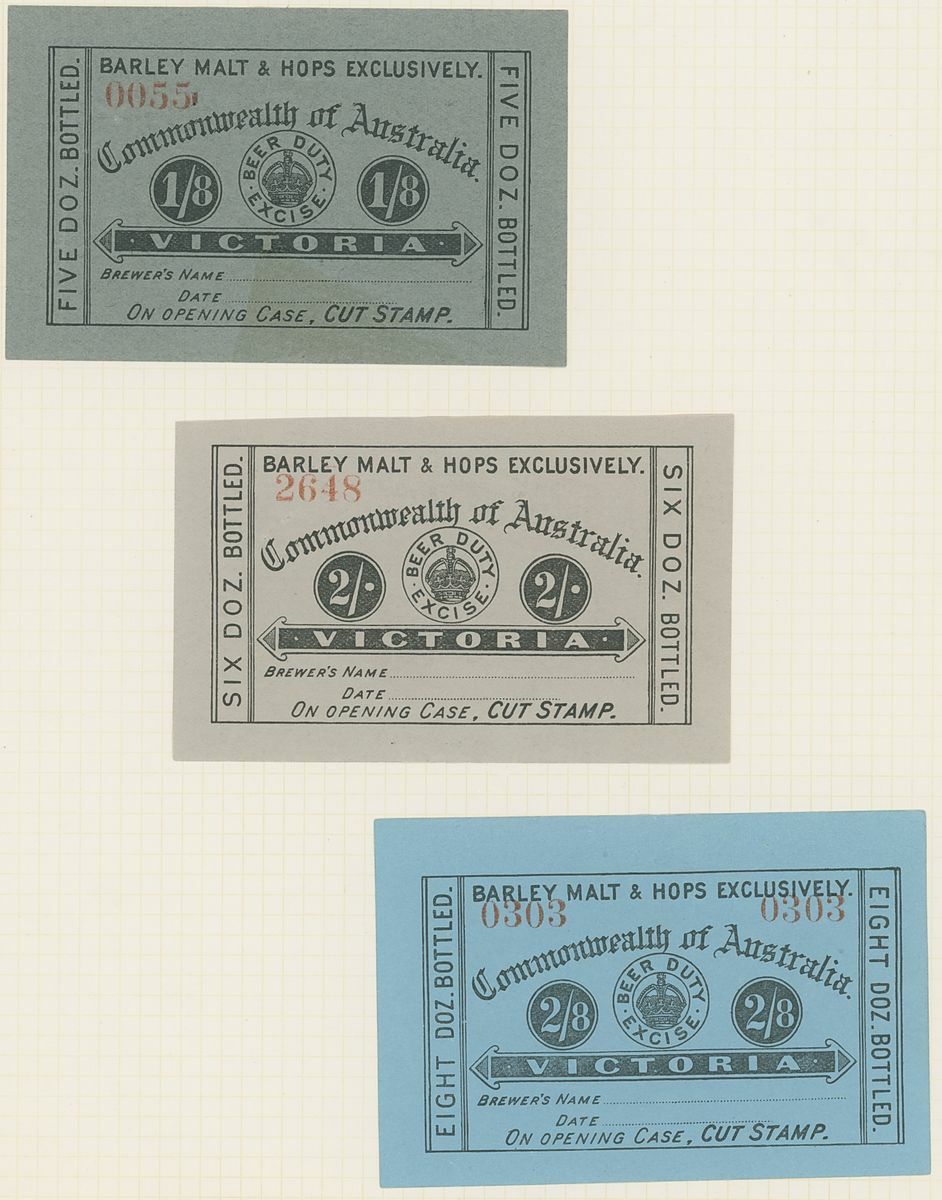 BARLEY MALT & HOPS EXCLUSIVELY.
0055
Commonwealth of Australia.
BEER DUTY
· EXCISE ·
1/8 1/8
· VICTORIA ·
BREWER'S NAME
DATE
ON OPENING CASE, CUT STAMP.
FIVE DOZ. BOTTLED.
FIVE DOZ. BOTTLED.
BARLEY MALT & HOPS EXCLUSIVELY.
2648
Commonwealth of Australia.
BEER DUTY
· EXCISE ·
2/· 2/·
· VICTORIA ·
BREWER'S NAME
DATE
ON OPENING CASE, CUT STAMP.
SIX DOZ. BOTTLED.
SIX DOZ. BOTTLED.
BARLEY MALT & HOPS EXCLUSIVELY.
0303 0303
Commonwealth of Australia.
BEER DUTY
· EXCISE ·
2/8 2/8
· VICTORIA ·
BREWER'S NAME
DATE
ON OPENING CASE, CUT STAMP.
EIGHT DOZ. BOTTLED.
EIGHT DOZ. BOTTLED.